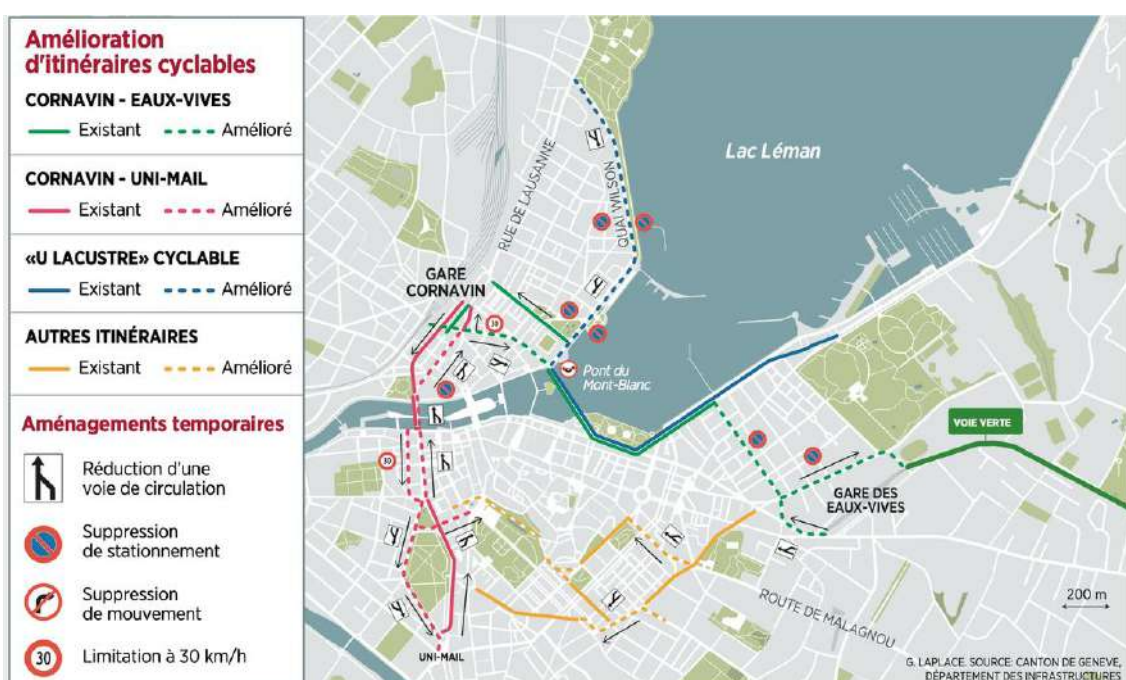 Amélioration
d'itinéraires cyclables
CORNAVIN - EAUX-VIVES
Existant Amélioré
CORNAVIN - UNI-MAIL
Existant Amélioré
«U LACUSTRE» CYCLABLE
Existant Amélioré
AUTRES ITINÉRAIRES
Existant Amélioré
Aménagements temporaires
Réduction d'une
voie de circulation
Suppression
de stationnement
Suppression
de mouvement
30 Limitation à 30 km/h
Lac Léman
RUE DE LAUSANNE
QUAI WILSON
GARE
CORNAVIN
30
Pont du
Mont-Blanc
30
VOIE VERTE
GARE DES
EAUX-VIVES
ROUTE DE MALAGNOU
200 m
UNI-MAIL
G. LAPLACE. SOURCE: CANTON DE GENEVE,
DÉPARTEMENT DES INFRASTRUCTURES